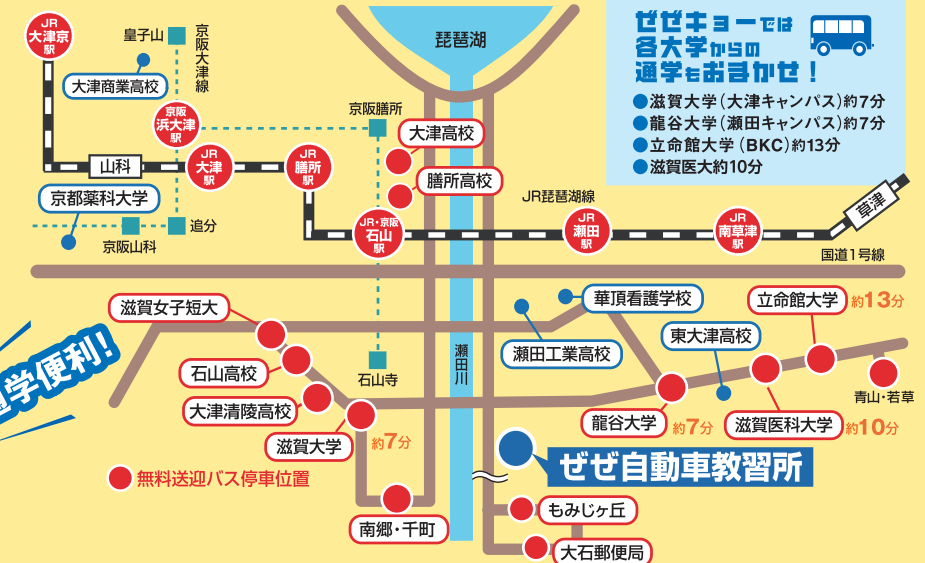 JR
大津京
駅
皇子山
京阪大津線
大津商業高校
京阪
浜大津
駅
山科
JR
大津
駅
JR
膳所
駅
京阪膳所
大津高校
膳所高校
琵琶湖
ぜぜキョーでは
各大学からの
通学もおまかせ！
●滋賀大学（大津キャンパス）約7分
●龍谷大学（瀬田キャンパス）約7分
●立命館大学（BKC）約13分
●滋賀医大約10分
京都薬科大学
京阪山科
追分
JR・京阪
石山
駅
JR琵琶湖線
JR
瀬田
駅
JR
南草津
駅
草津
国道1号線
滋賀女子短大
石山高校
大津清陵高校
滋賀大学
約7分
石山寺
瀬田川
華頂看護学校
瀬田工業高校
東大津高校
立命館大学
約13分
龍谷大学
約7分
滋賀医科大学
約10分
青山・若草
学便利！
無料送迎バス停車位置
南郷・千町
ぜぜ自動車教習所
もみじヶ丘
大石郵便局